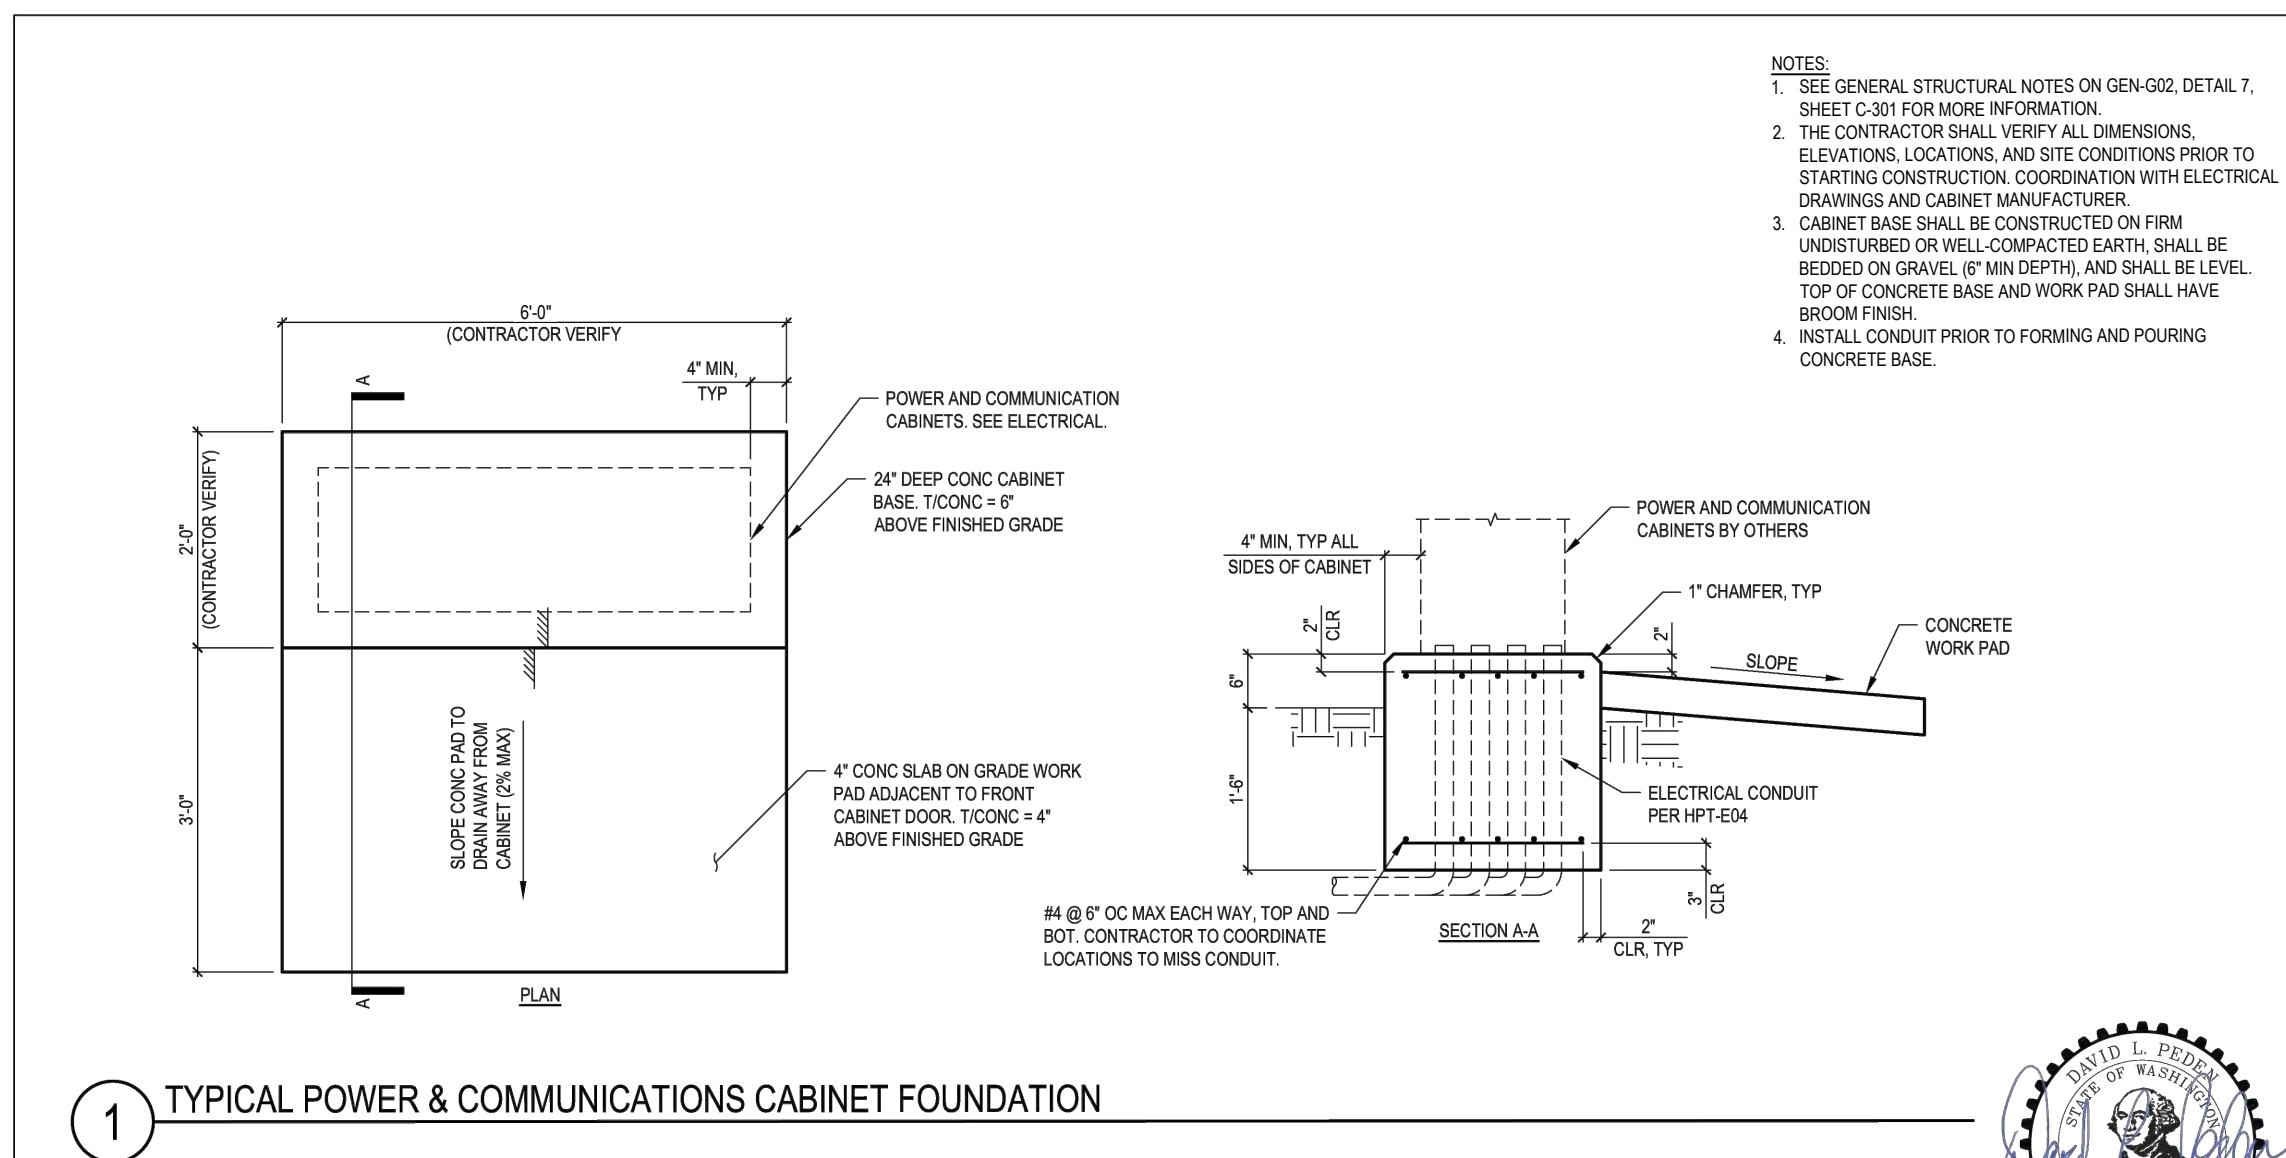 NOTES:
1. SEE GENERAL STRUCTURAL NOTES ON GEN-G02, DETAIL 7,
SHEET C-301 FOR MORE INFORMATION.
2. THE CONTRACTOR SHALL VERIFY ALL DIMENSIONS,
ELEVATIONS, LOCATIONS, AND SITE CONDITIONS PRIOR TO
STARTING CONSTRUCTION. COORDINATION WITH ELECTRICAL
DRAWINGS AND CABINET MANUFACTURER.
3. CABINET BASE SHALL BE CONSTRUCTED ON FIRM
UNDISTURBED OR WELL-COMPACTED EARTH, SHALL BE
BEDDED ON GRAVEL (6" MIN DEPTH), AND SHALL BE LEVEL.
TOP OF CONCRETE BASE AND WORK PAD SHALL HAVE
BROOM FINISH.
4. INSTALL CONDUIT PRIOR TO FORMING AND POURING
CONCRETE BASE.
6'-0"
(CONTRACTOR VERIFY
4" MIN,
TYP
A
POWER AND COMMUNICATION
CABINETS. SEE ELECTRICAL.
2'-0"
(CONTRACTOR VERIFY)
24" DEEP CONC CABINET
BASE. T/CONC = 6"
ABOVE FINISHED GRADE
3'-0"
SLOPE CONC PAD TO
DRAIN AWAY FROM
CABINET (2% MAX)
4" CONC SLAB ON GRADE WORK
PAD ADJACENT TO FRONT
CABINET DOOR. T/CONC = 4"
ABOVE FINISHED GRADE
A
PLAN
POWER AND COMMUNICATION
CABINETS BY OTHERS
4" MIN, TYP ALL
SIDES OF CABINET
1" CHAMFER, TYP
2"
CLR
2"
CONCRETE
WORK PAD
SLOPE
6"
1'-6"
ELECTRICAL CONDUIT
PER HPT-E04
3"
CLR
#4 @ 6" OC MAX EACH WAY, TOP AND
BOT. CONTRACTOR TO COORDINATE
LOCATIONS TO MISS CONDUIT.
SECTION A-A
2"
CLR, TYP
1
TYPICAL POWER & COMMUNICATIONS CABINET FOUNDATION
DAVID L. PEDEN
STATE OF WASHINGTON